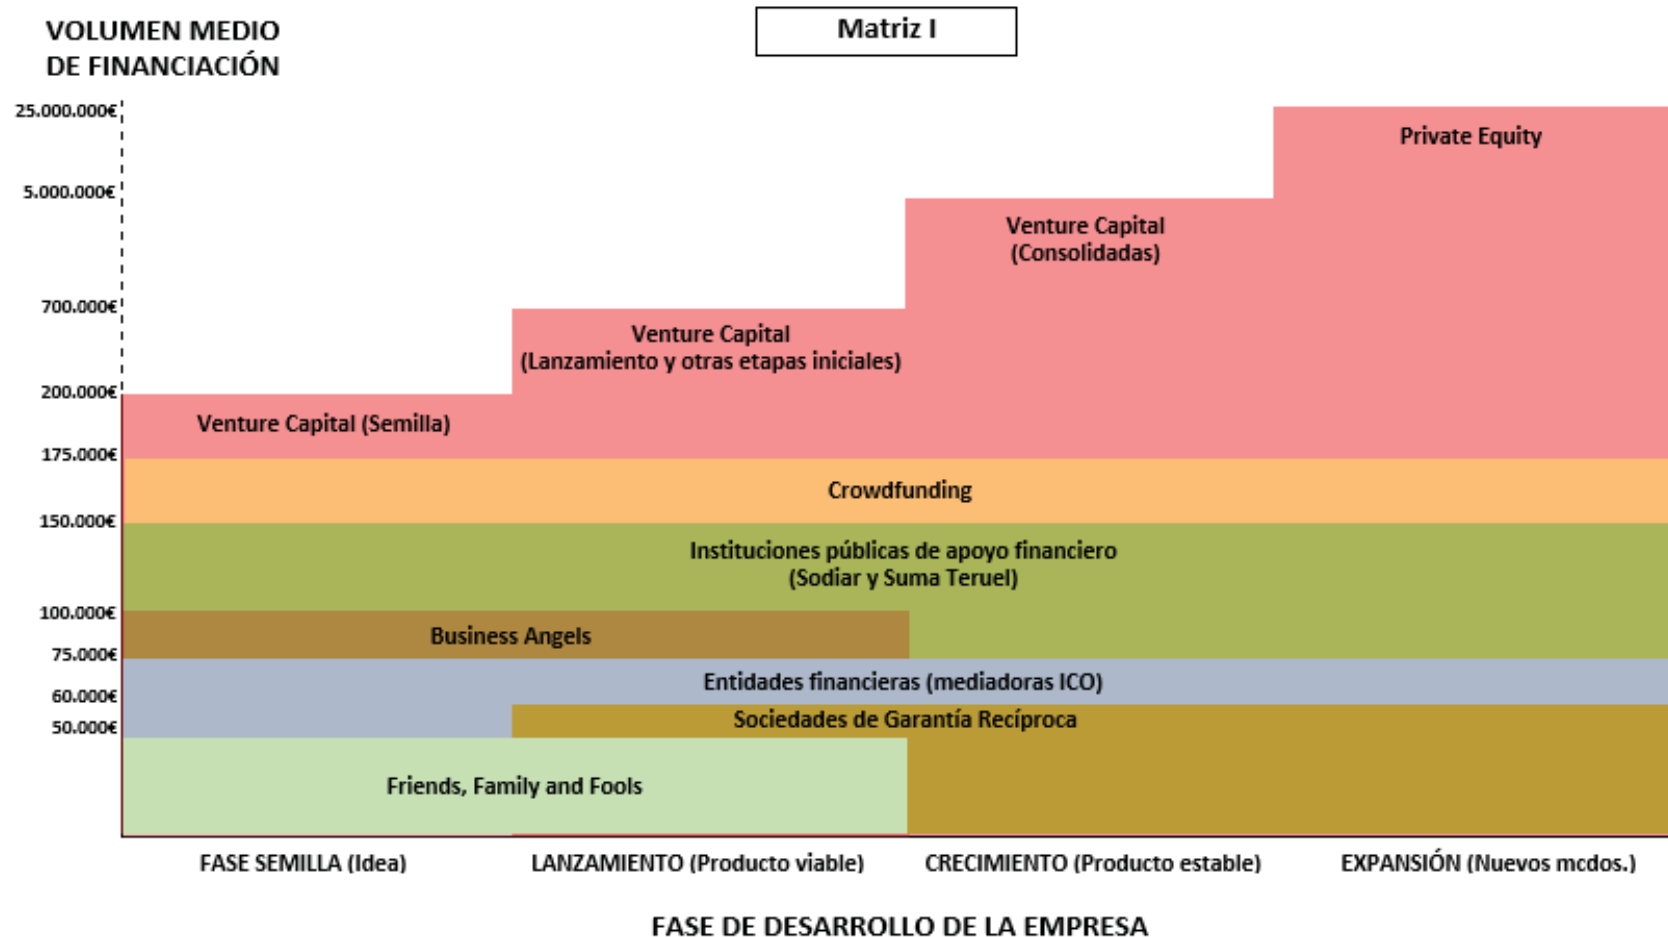 VOLUMEN MEDIO
DE FINANCIACIÓN
Matriz I
25.000.000€
Private Equity
5.000.000€
Venture Capital
(Consolidadas)
700.000€
Venture Capital
(Lanzamiento y otras etapas iniciales)
200.000€
Venture Capital (Semilla)
175.000€
Crowdfunding
150.000€
Instituciones públicas de apoyo financiero
(Sodiar y Suma Teruel)
100.000€
Business Angels
75.000€
Entidades financieras (mediadoras ICO)
60.000€
Sociedades de Garantía Recíproca
50.000€
Friends, Family and Fools
FASE SEMILLA (Idea)
LANZAMIENTO (Producto viable)
CRECIMIENTO (Producto estable)
EXPANSIÓN (Nuevos mcdos.)
FASE DE DESARROLLO DE LA EMPRESA